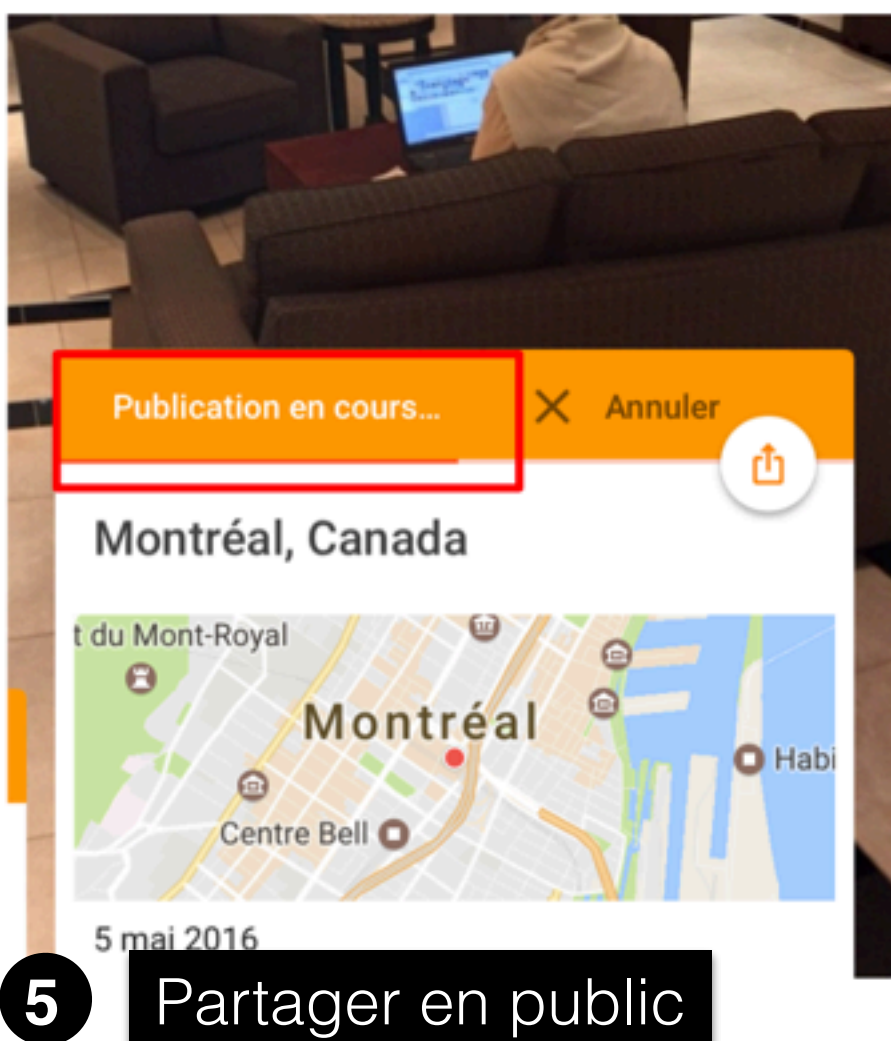 Publication en cours...
Annuler
Montréal, Canada
t du Mont-Royal
Montréal
Habi
Centre Bell
5 mai 2016
5 Partager en public